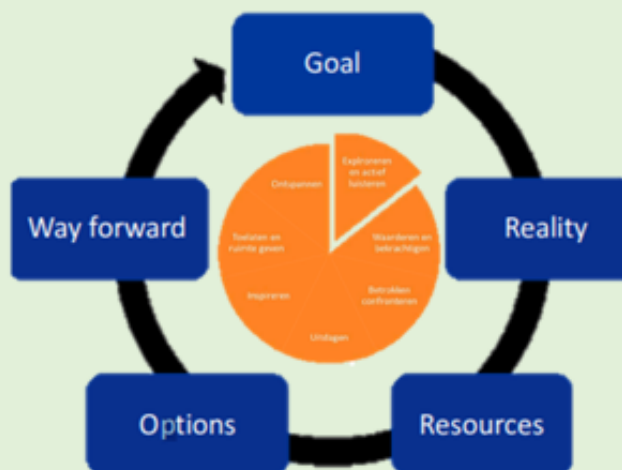 Goal
Exploreren
en actief
luisteren
Ontspannen
Way forward
Toelaten en
ruimte geven
Waarderen en
bekrachtigen
Reality
Inspireren
Betrokken
confronteren
Uitdagen
Options
Resources